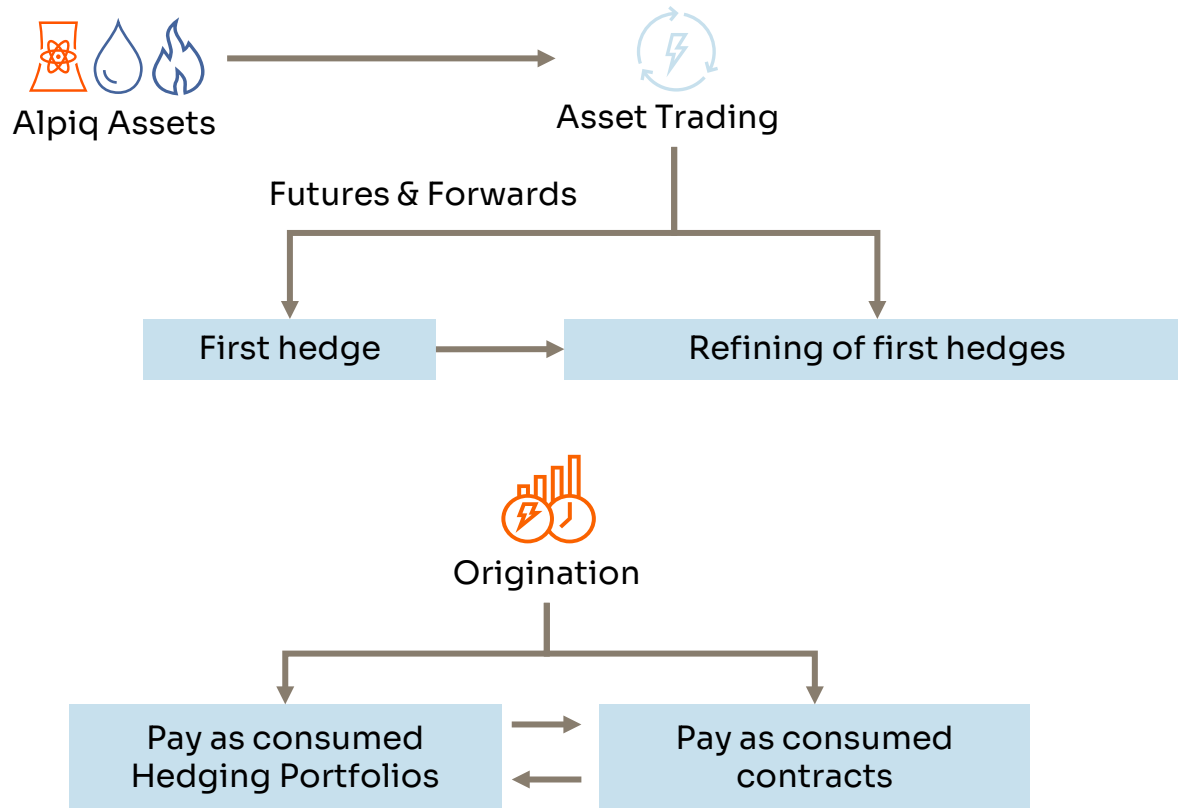 Alpiq Assets
Asset Trading
Futures & Forwards
First hedge
Refining of first hedges
Origination
Pay as consumed
Hedging Portfolios
Pay as consumed
contracts